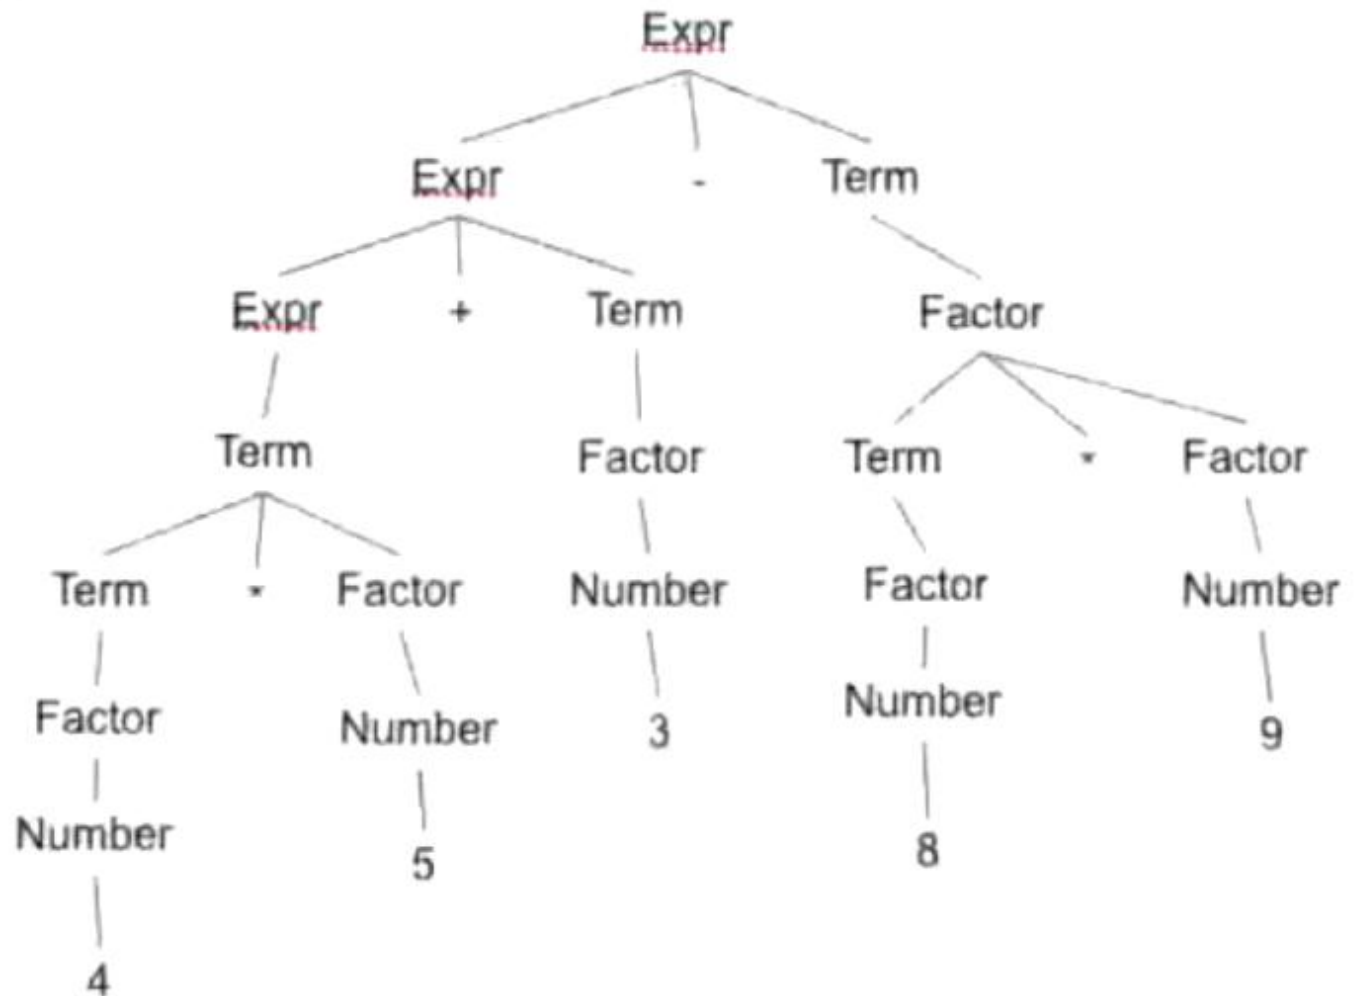 Expr
Expr - Term
Expr + Term Factor
Term Factor Term * Factor
Term * Factor Number Factor Number
Factor Number 3 Number 9
Number 5 8
4